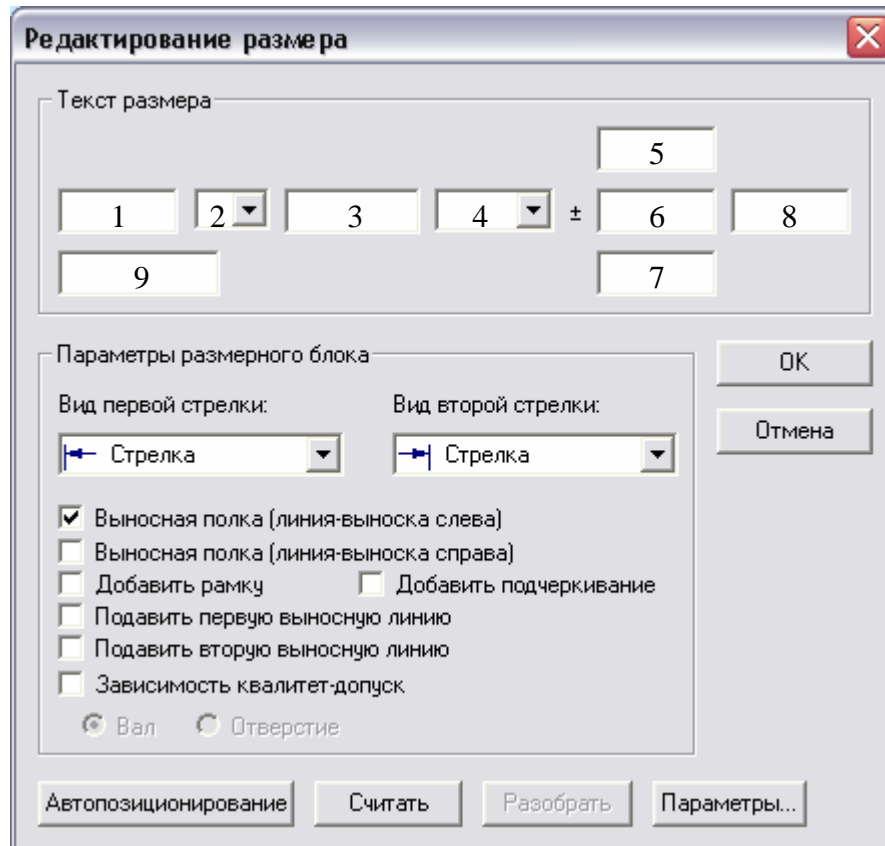 Редактирование размера
Текст размера
5
1 2 3 4 ± 6 8
9 7
Параметры размерного блока
OK
Вид первой стрелки: Вид второй стрелки:
Отмена
Стрелка Стрелка
Выносная полка (линия-выноска слева)
Выносная полка (линия-выноска справа)
Добавить рамку Добавить подчеркивание
Подавить первую выносную линию
Подавить вторую выносную линию
Зависимость квалитет-допуск
Вал Отверстие
Автопозиционирование Считать Разобрать Параметры...